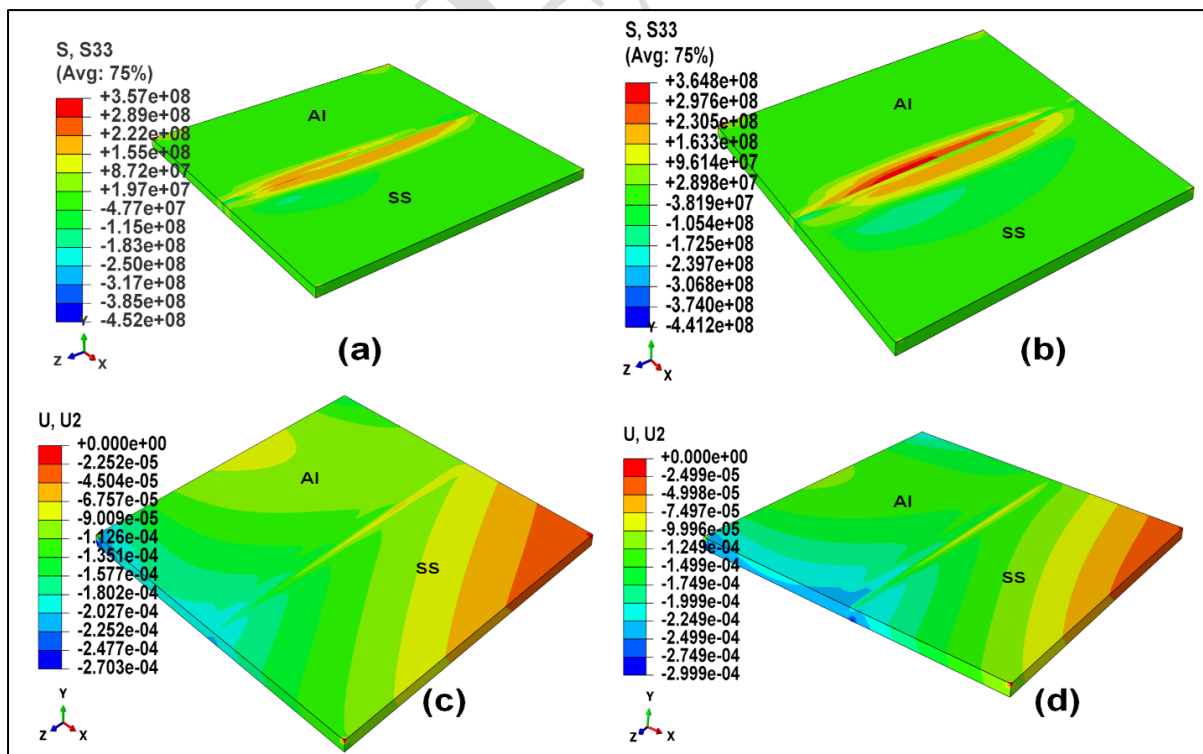 S, S33
(Avg: 75%)
+3.57e+08
+2.89e+08
+2.22e+08
+1.55e+08
+8.72e+07
+1.97e+07
-4.77e+07
-1.15e+08
-1.83e+08
-2.50e+08
-3.17e+08
-3.85e+08
-4.52e+08
Al
SS
Y
Z
X
(a)
S, S33
(Avg: 75%)
+3.648e+08
+2.976e+08
+2.305e+08
+1.633e+08
+9.614e+07
+2.898e+07
-3.819e+07
-1.054e+08
-1.725e+08
-2.397e+08
-3.068e+08
-3.740e+08
-4.412e+08
Al
SS
Y
Z
X
(b)
U, U2
+0.000e+00
-2.252e-05
-4.504e-05
-6.757e-05
-9.009e-05
-1.126e-04
-1.351e-04
-1.577e-04
-1.802e-04
-2.027e-04
-2.252e-04
-2.477e-04
-2.703e-04
Al
SS
Y
Z
X
(c)
U, U2
+0.000e+00
-2.499e-05
-4.998e-05
-7.497e-05
-9.996e-05
-1.249e-04
-1.499e-04
-1.749e-04
-1.999e-04
-2.249e-04
-2.499e-04
-2.749e-04
-2.999e-04
Al
SS
Y
Z
X
(d)